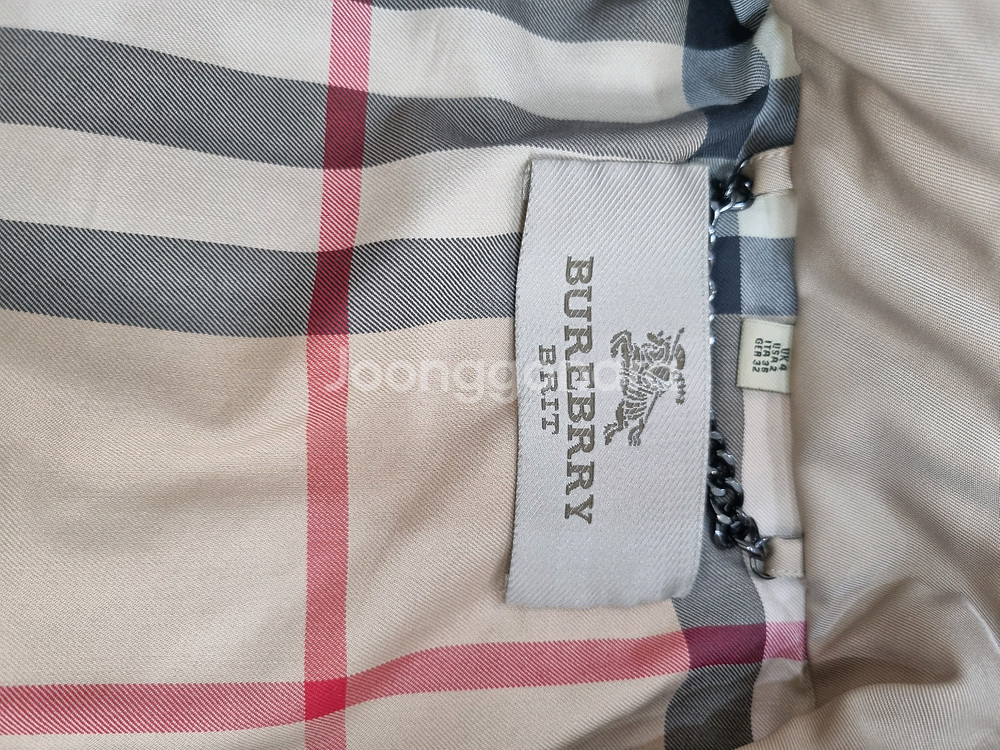 BURBERRY
BRIT
UK 4
USA 2
ITA 36
GER 32
Joonggonara